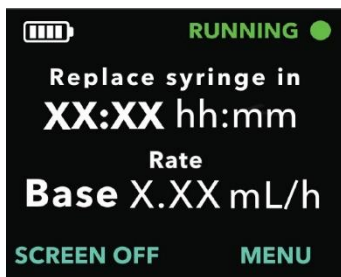 RUNNING
Replace syringe in
XX:XX hh:mm
Rate
Base X.XX mL/h
SCREEN OFF MENU